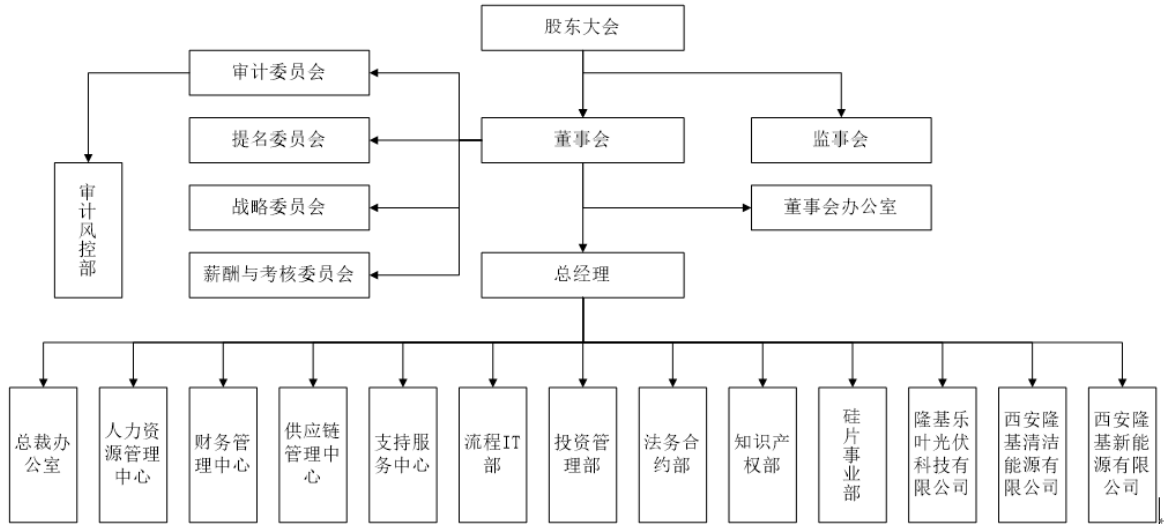 股东大会
审计委员会
提名委员会
董事会
监事会
审
计
风
控
部
战略委员会
董事会办公室
薪酬与考核委员会
总经理
总裁办
公室
人力资
源管理
中心
财务管
理中心
供应链
管理中
心
支持服
务中心
流程IT
部
投资管
理部
法务合
约部
知识产
权部
硅
片
事
业
部
隆基乐
叶光伏
科技有
限公司
西安隆
基清洁
能源有
限公司
西安隆
基新能
源有限
公司